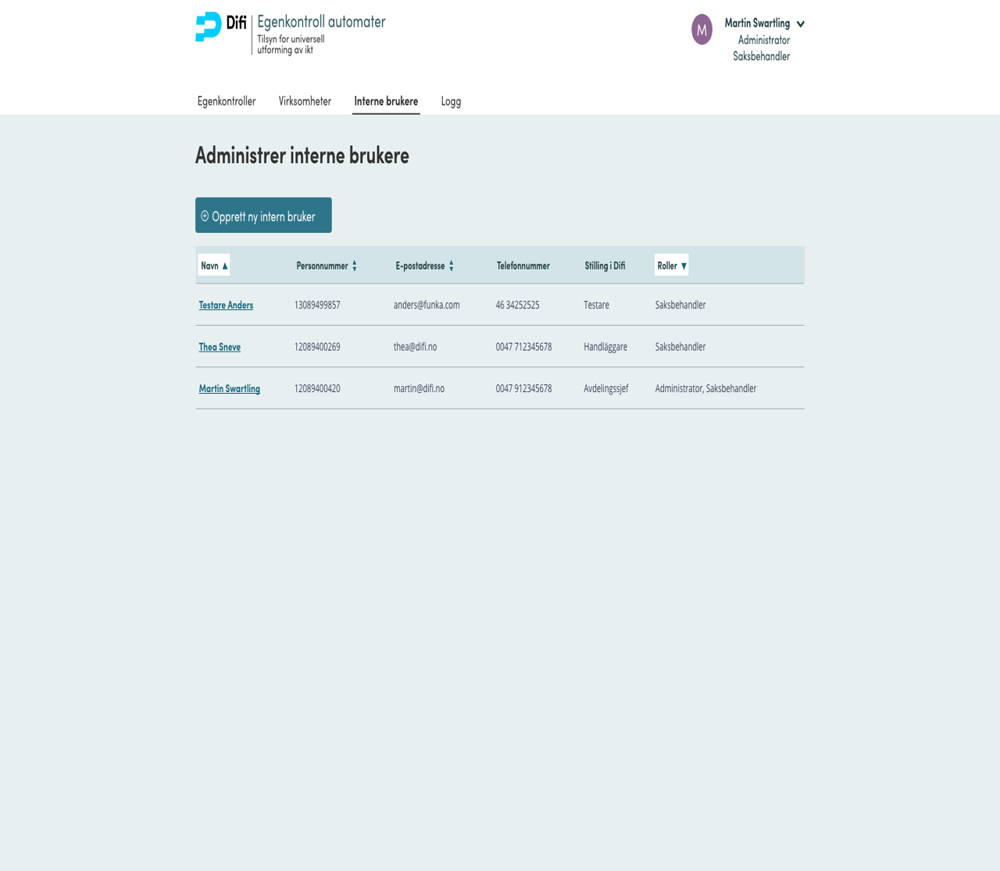 Difi
Egenkontroll automater
Tilsyn for universell
utforming av ikt
M
Martin Swartling
Administrator
Saksbehandler
Egenkontroller Virksomheter Interne brukere Logg
Administrer interne brukere
Opprett ny intern bruker
Navn ▲ Personnummer E-postadresse Telefonnummer Stilling i Difi Roller ▼
Testare Anders 13089499857 anders@funka.com 46 34252525 Testare Saksbehandler
Thea Sneve 12089400269 thea@difi.no 0047 712345678 Handläggare Saksbehandler
Martin Swartling 12089400420 martin@difi.no 0047 912345678 Avdelingssjef Administrator, Saksbehandler